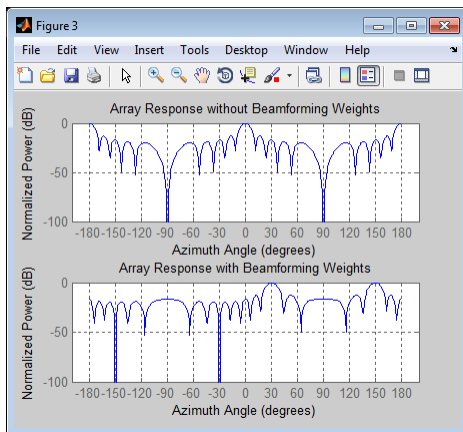 Figure 3
File Edit View Insert Tools Desktop Window Help
Array Response without Beamforming Weights
Normalized Power (dB)
0
-50
-100
-180 -150 -120 -90 -60 -30 0 30 60 90 120 150 180
Azimuth Angle (degrees)
Array Response with Beamforming Weights
Normalized Power (dB)
0
-50
-100
-180 -150 -120 -90 -60 -30 0 30 60 90 120 150 180
Azimuth Angle (degrees)